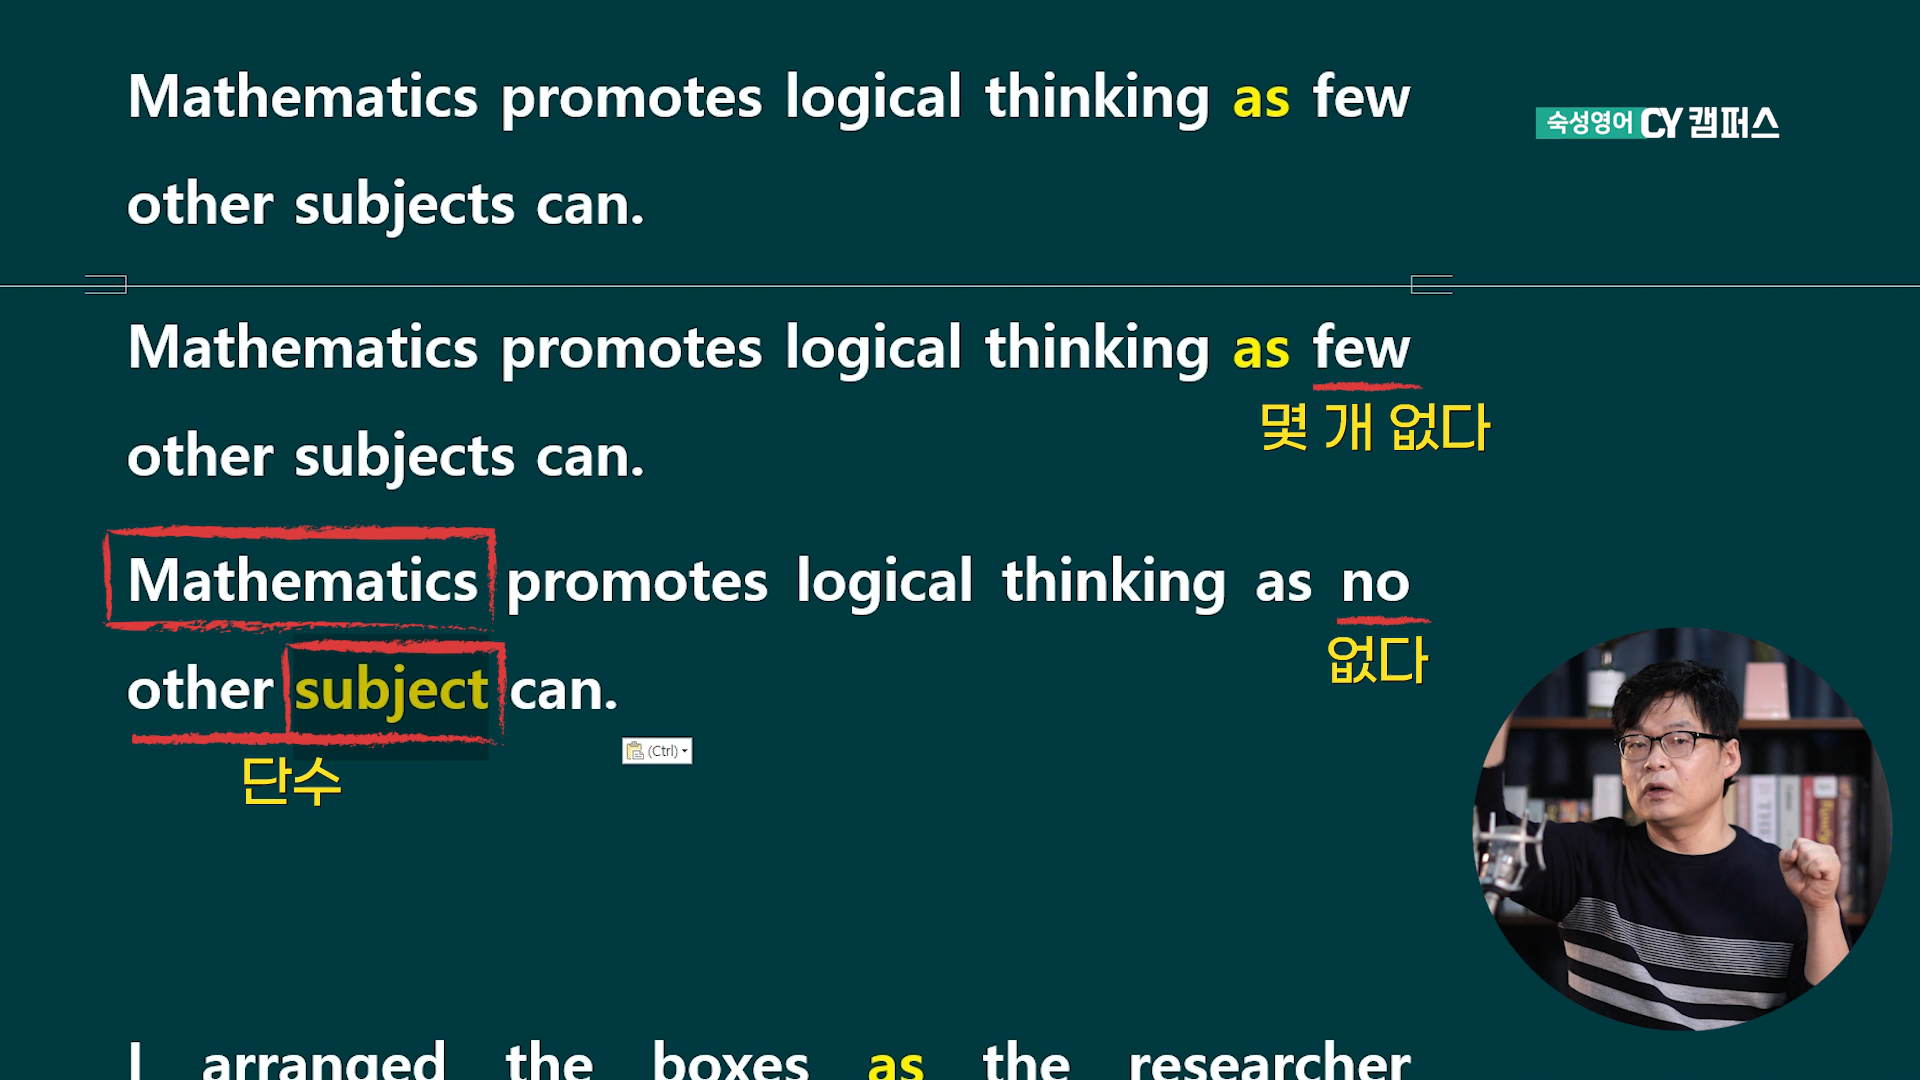 Mathematics promotes logical thinking as few
other subjects can.
숙성영어 CY캠퍼스
Mathematics promotes logical thinking as few
몇 개 없다
other subjects can.
Mathematics promotes logical thinking as no
없다
other subject can.
(Ctrl)
단수
I arranged the boxes as the researcher